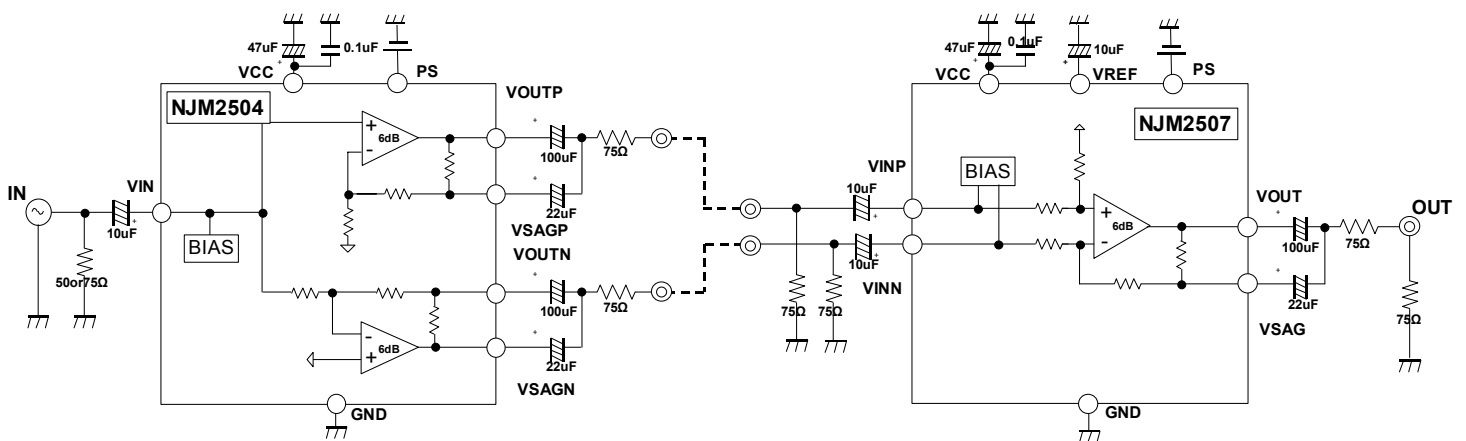 47uF
0.1uF
VCC
PS
NJM2504
VOUTP
+
6dB
-
100uF
75Ω
IN
VIN
10uF
BIAS
50or75Ω
22uF
VSAGP
VOUTN
100uF
75Ω
-
6dB
+
22uF
VSAGN
GND
47uF
0.1uF
10uF
VCC
VREF
PS
NJM2507
VINP
10uF
BIAS
10uF
VINN
75Ω
75Ω
+
6dB
-
VOUT
100uF
75Ω
OUT
22uF
VSAG
75Ω
GND